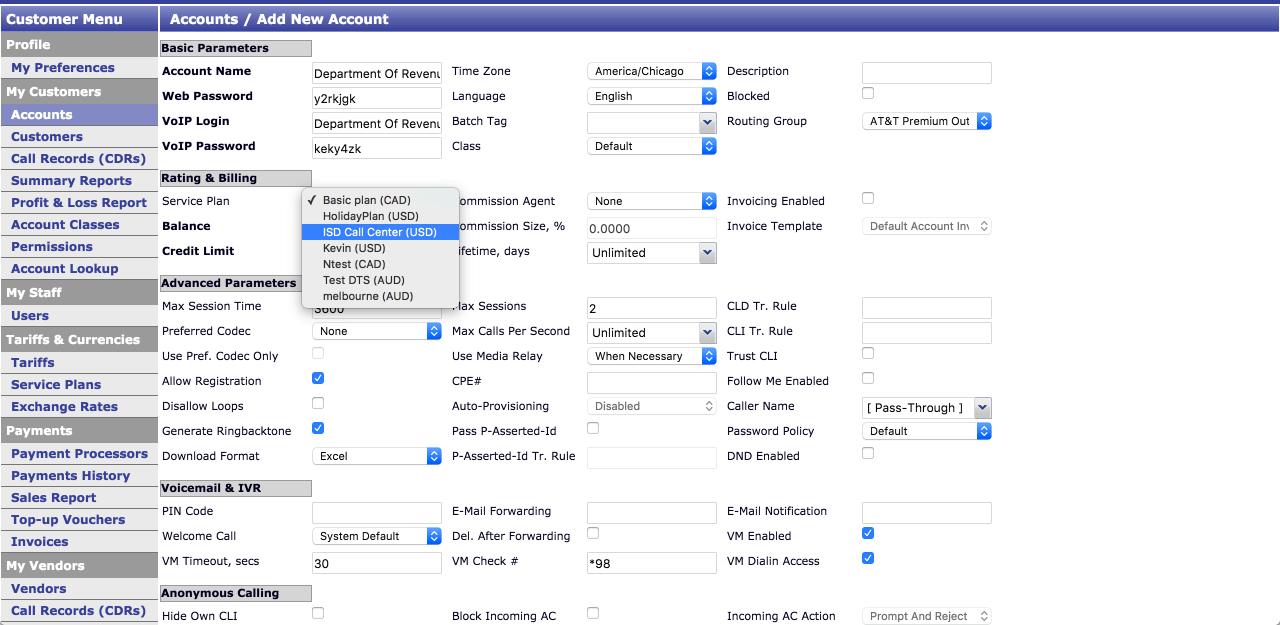 Customer Menu
Profile
My Preferences
My Customers
Accounts
Customers
Call Records (CDRs)
Summary Reports
Profit & Loss Report
Account Classes
Permissions
Account Lookup
My Staff
Users
Tariffs & Currencies
Tariffs
Service Plans
Exchange Rates
Payments
Payment Processors
Payments History
Sales Report
Top-up Vouchers
Invoices
My Vendors
Vendors
Call Records (CDRs)
Accounts / Add New Account
Basic Parameters
Account Name Department Of Revenu Time Zone America/Chicago Description
Web Password y2rkjgk Language English Blocked
VoIP Login Department Of Revenu Batch Tag Routing Group AT&T Premium Out
VoIP Password keky4zk Class Default
Rating & Billing
Service Plan ✓ Basic plan (CAD) ommission Agent None Invoicing Enabled
HolidayPlan (USD)
Balance ISD Call Center (USD) ommission Size, % 0.0000 Invoice Template Default Account Inv
Credit Limit Kevin (USD) ifetime, days Unlimited
Ntest (CAD)
Test DTS (AUD)
melbourne (AUD)
Advanced Parameters
Max Session Time 3600 Max Sessions 2 CLD Tr. Rule
Preferred Codec None Max Calls Per Second Unlimited CLI Tr. Rule
Use Pref. Codec Only Use Media Relay When Necessary Trust CLI
Allow Registration CPE# Follow Me Enabled
Disallow Loops Auto-Provisioning Disabled Caller Name [ Pass-Through ]
Generate Ringbacktone Pass P-Asserted-Id Password Policy Default
Download Format Excel P-Asserted-Id Tr. Rule DND Enabled
Voicemail & IVR
PIN Code E-Mail Forwarding E-Mail Notification
Welcome Call System Default Del. After Forwarding VM Enabled
VM Timeout, secs 30 VM Check # *98 VM Dialin Access
Anonymous Calling
Hide Own CLI Block Incoming AC Incoming AC Action Prompt And Reject